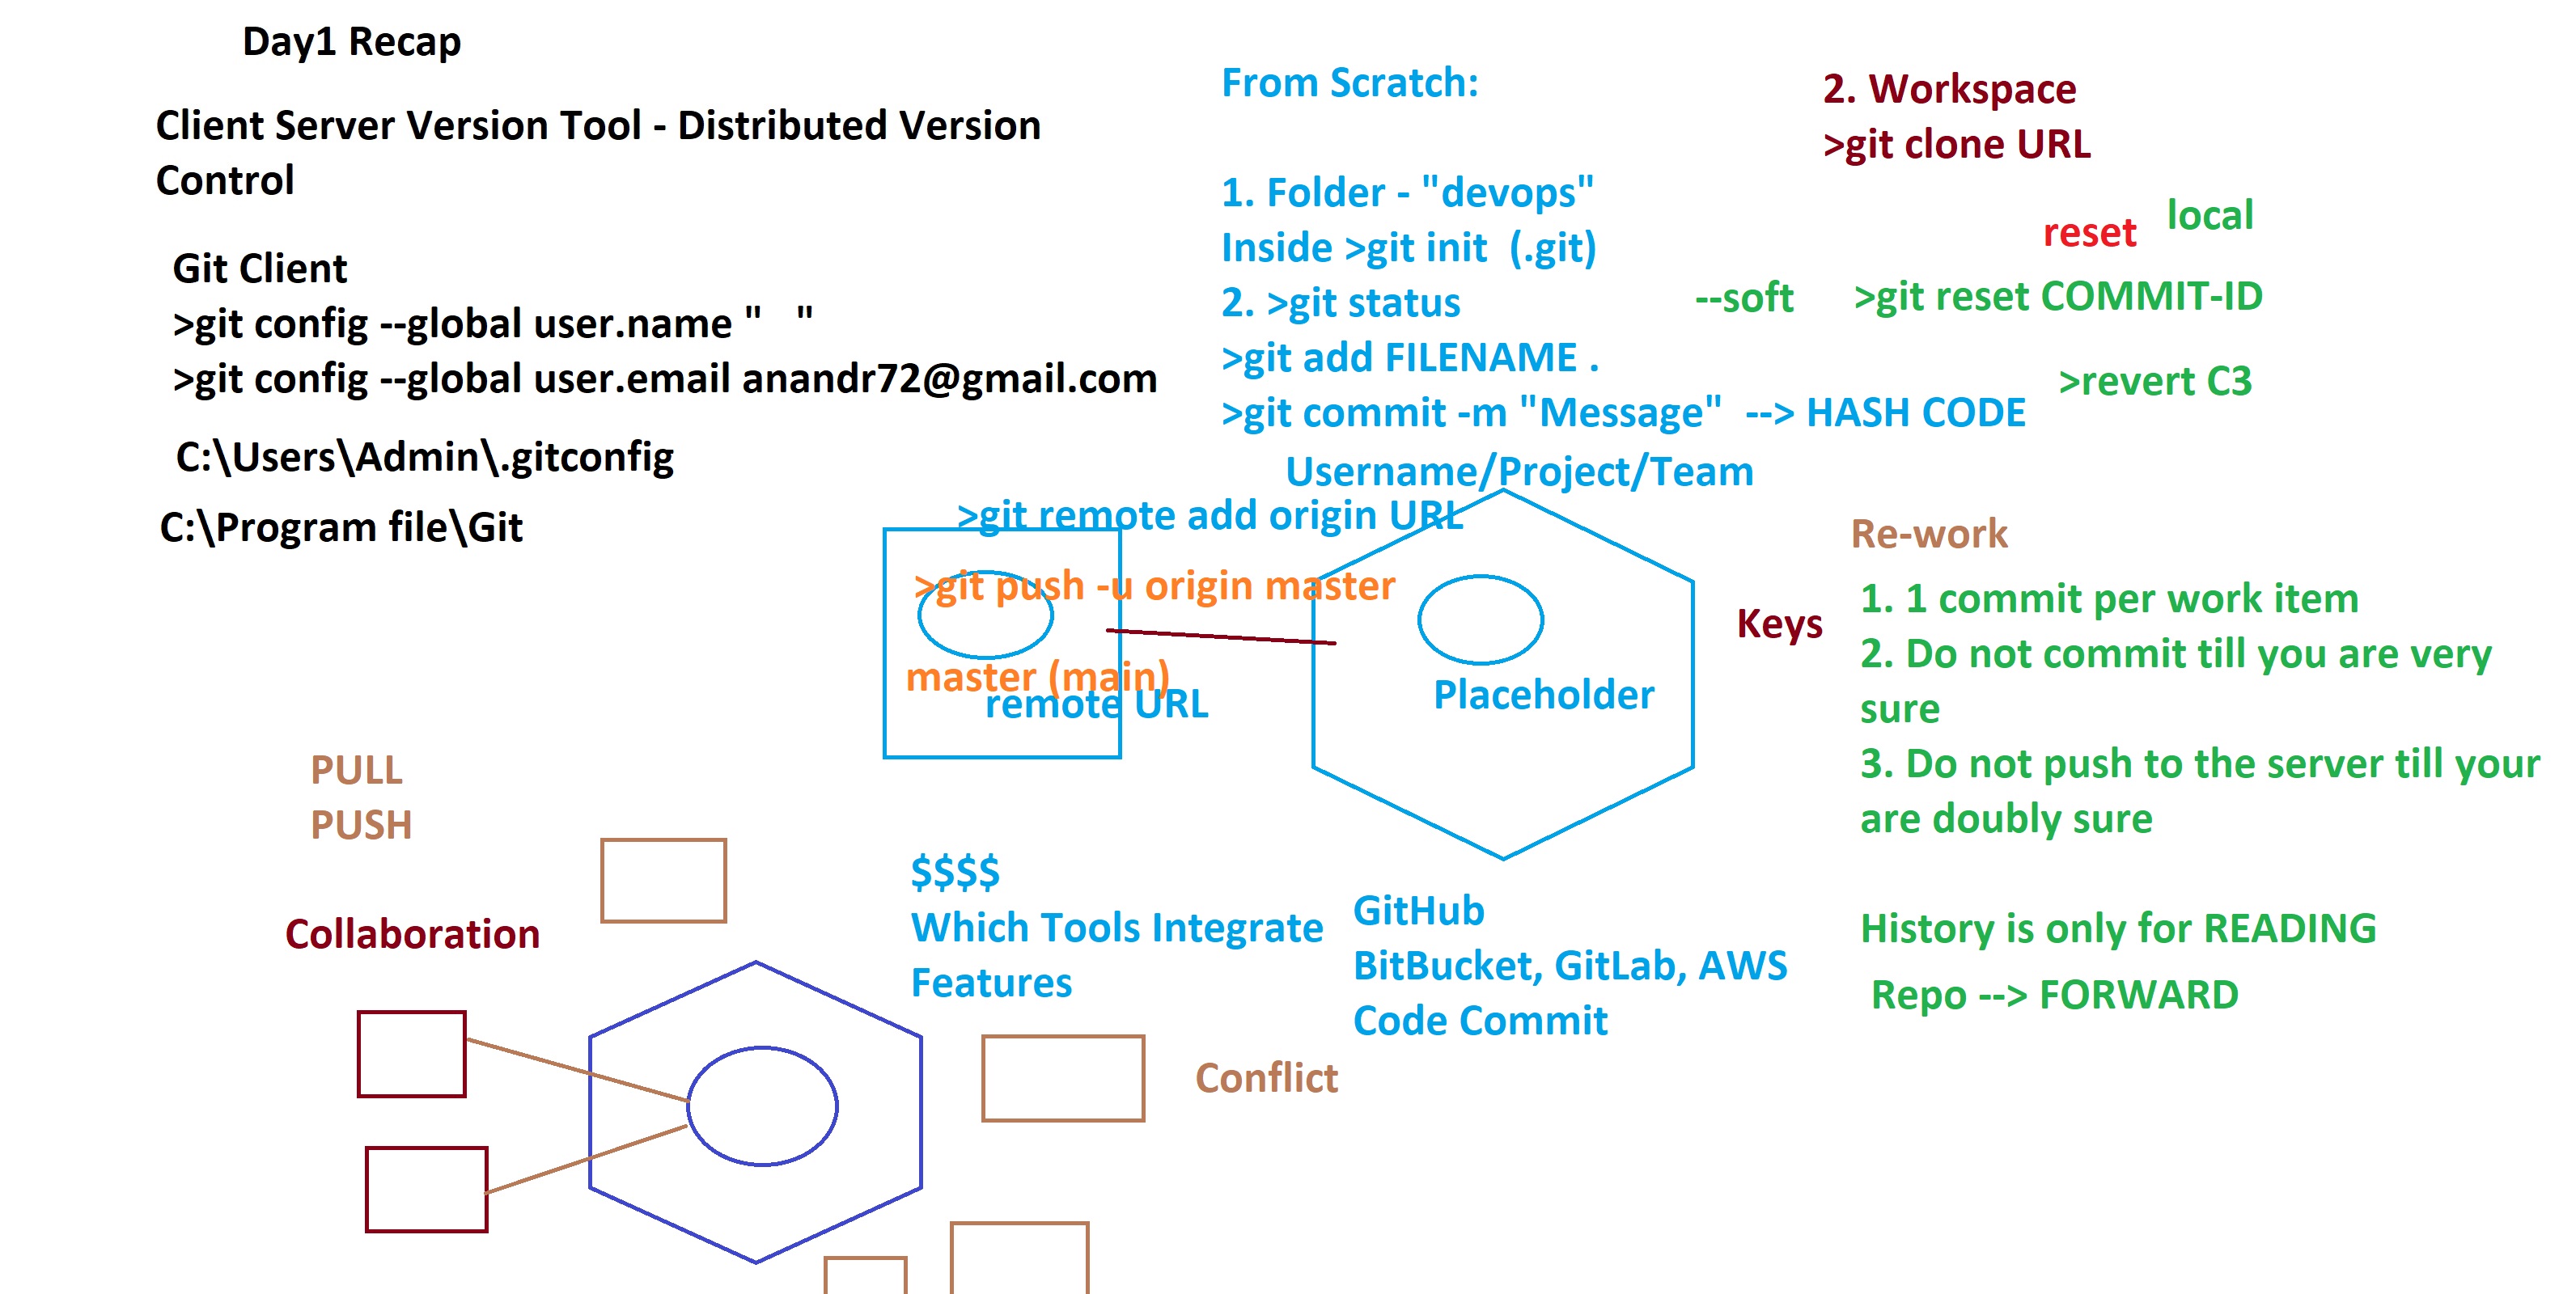 Day1 Recap
Client Server Version Tool - Distributed Version
Control
Git Client
>git config --global user.name "   "
>git config --global user.email anandr72@gmail.com
C:\Users\Admin\.gitconfig
C:\Program file\Git
From Scratch:
1. Folder - "devops"
Inside >git init  (.git)
2. >git status
>git add FILENAME .
>git commit -m "Message"  --> HASH CODE
Username/Project/Team
>git remote add origin URL
>git push -u origin master
master (main)
remote URL
Placeholder
Keys
2. Workspace
>git clone URL
reset
local
--soft
>git reset COMMIT-ID
>revert C3
Re-work
1. 1 commit per work item
2. Do not commit till you are very
sure
3. Do not push to the server till your
are doubly sure
History is only for READING
Repo --> FORWARD
PULL
PUSH
Collaboration
$$$$
Which Tools Integrate
Features
GitHub
BitBucket, GitLab, AWS
Code Commit
Conflict